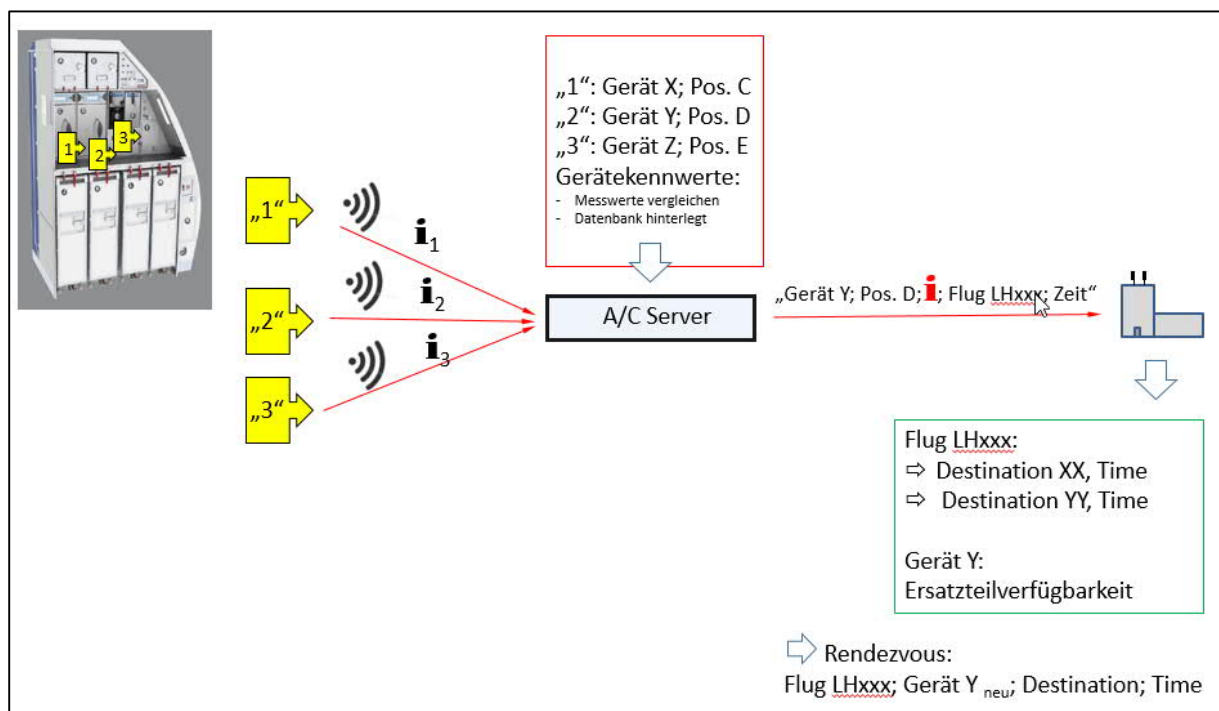 1
2
3
„1“: Gerät X; Pos. C
„2“: Gerät Y; Pos. D
„3“: Gerät Z; Pos. E
Gerätekennwerte:
- Messwerte vergleichen
- Datenbank hinterlegt
„1“
i1
„2“
i2
„3“
i3
A/C Server
„Gerät Y; Pos. D; i; Flug LHxxx; Zeit“
Flug LHxxx:
⇨ Destination XX, Time
⇨ Destination YY, Time
Gerät Y:
Ersatzteilverfügbarkeit
Rendezvous:
Flug LHxxx; Gerät Y neu; Destination; Time